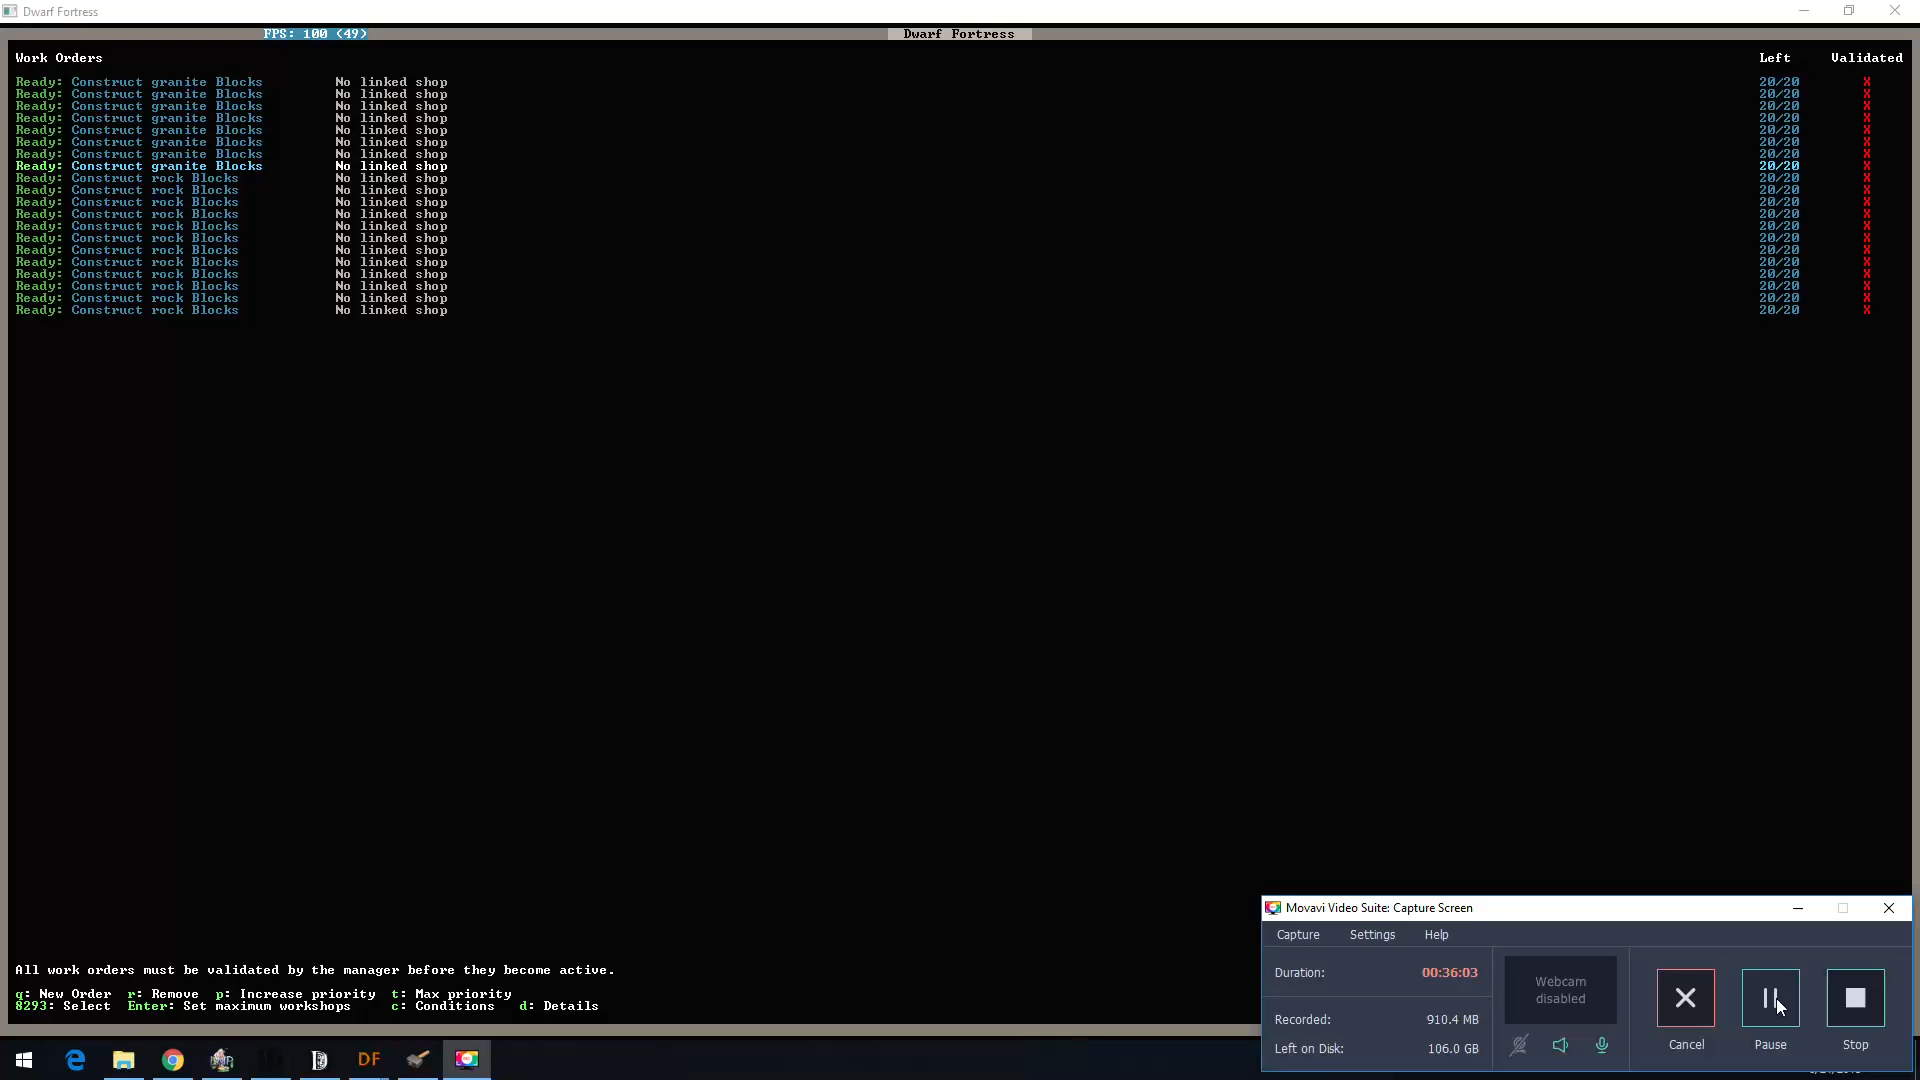 Dwarf Fortress
FPS: 100 (49)
Dwarf Fortress
Work Orders Left Validated
Ready: Construct granite Blocks No linked shop 20/20 X
Ready: Construct granite Blocks No linked shop 20/20 X
Ready: Construct granite Blocks No linked shop 20/20 X
Ready: Construct granite Blocks No linked shop 20/20 X
Ready: Construct granite Blocks No linked shop 20/20 X
Ready: Construct granite Blocks No linked shop 20/20 X
Ready: Construct granite Blocks No linked shop 20/20 X
Ready: Construct granite Blocks No linked shop 20/20 X
Ready: Construct rock Blocks No linked shop 20/20 X
Ready: Construct rock Blocks No linked shop 20/20 X
Ready: Construct rock Blocks No linked shop 20/20 X
Ready: Construct rock Blocks No linked shop 20/20 X
Ready: Construct rock Blocks No linked shop 20/20 X
Ready: Construct rock Blocks No linked shop 20/20 X
Ready: Construct rock Blocks No linked shop 20/20 X
Ready: Construct rock Blocks No linked shop 20/20 X
Ready: Construct rock Blocks No linked shop 20/20 X
Ready: Construct rock Blocks No linked shop 20/20 X
Ready: Construct rock Blocks No linked shop 20/20 X
Ready: Construct rock Blocks No linked shop 20/20 X
All work orders must be validated by the manager before they become active.
q: New Order r: Remove p: Increase priority t: Max priority
8293: Select Enter: Set maximum workshops c: Conditions d: Details
Movavi Video Suite: Capture Screen
Capture Settings Help
Duration: 00:36:03
Recorded: 910.4 MB
Left on Disk: 106.0 GB
Webcam
disabled
Cancel Pause Stop
DF